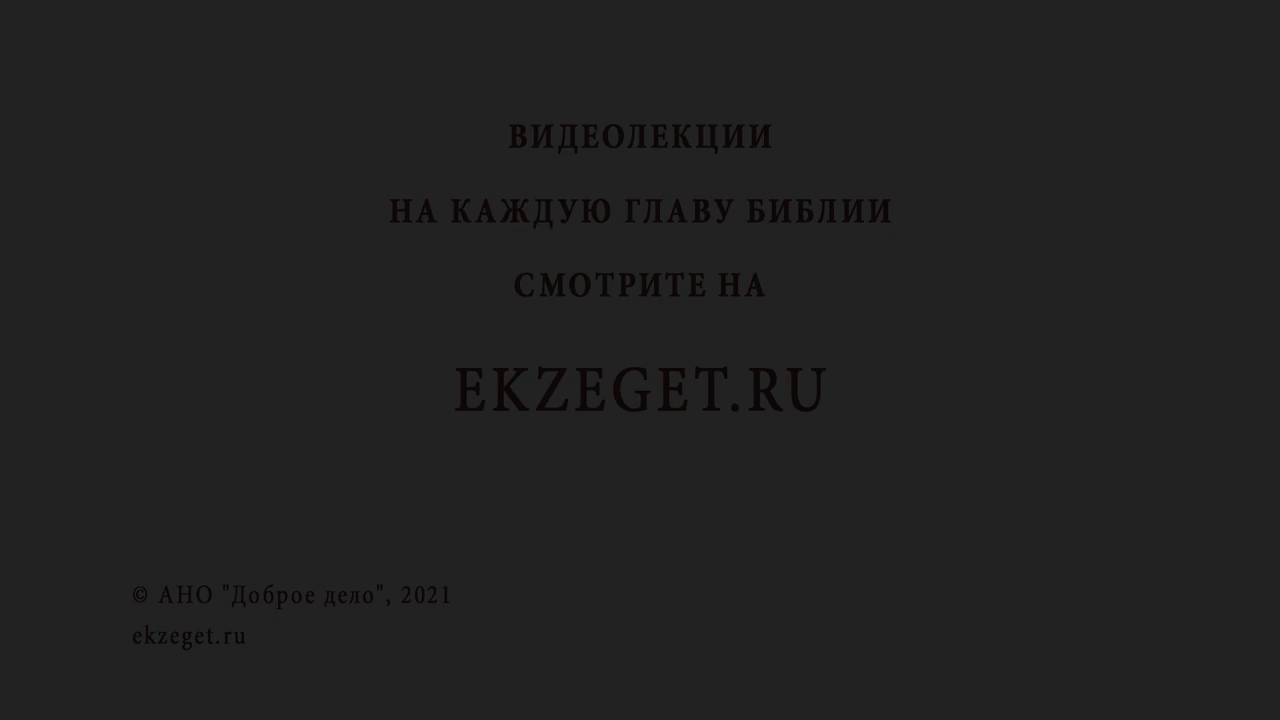 ВИДЕОЛЕКЦИИ
НА КАЖДУЮ ГЛАВУ БИБЛИИ
СМОТРИТЕ НА
EKZEGET.RU
© АНО "Доброе дело", 2021
ekzeget.ru